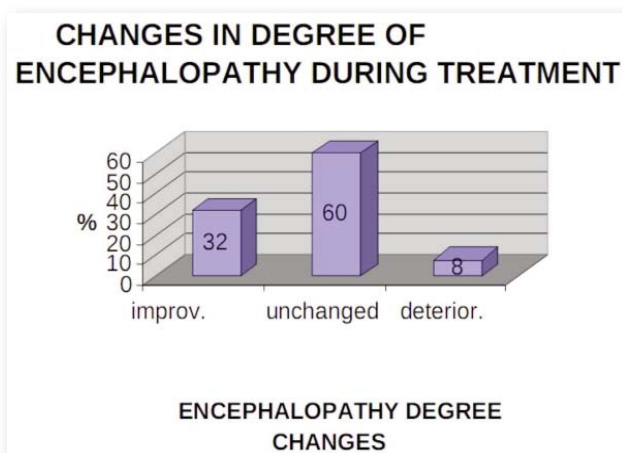 CHANGES IN DEGREE OF
ENCEPHALOPATHY DURING TREATMENT
60
50
40
% 30
20
10
0
32
60
8
improv. unchanged deterior.
ENCEPHALOPATHY DEGREE
CHANGES